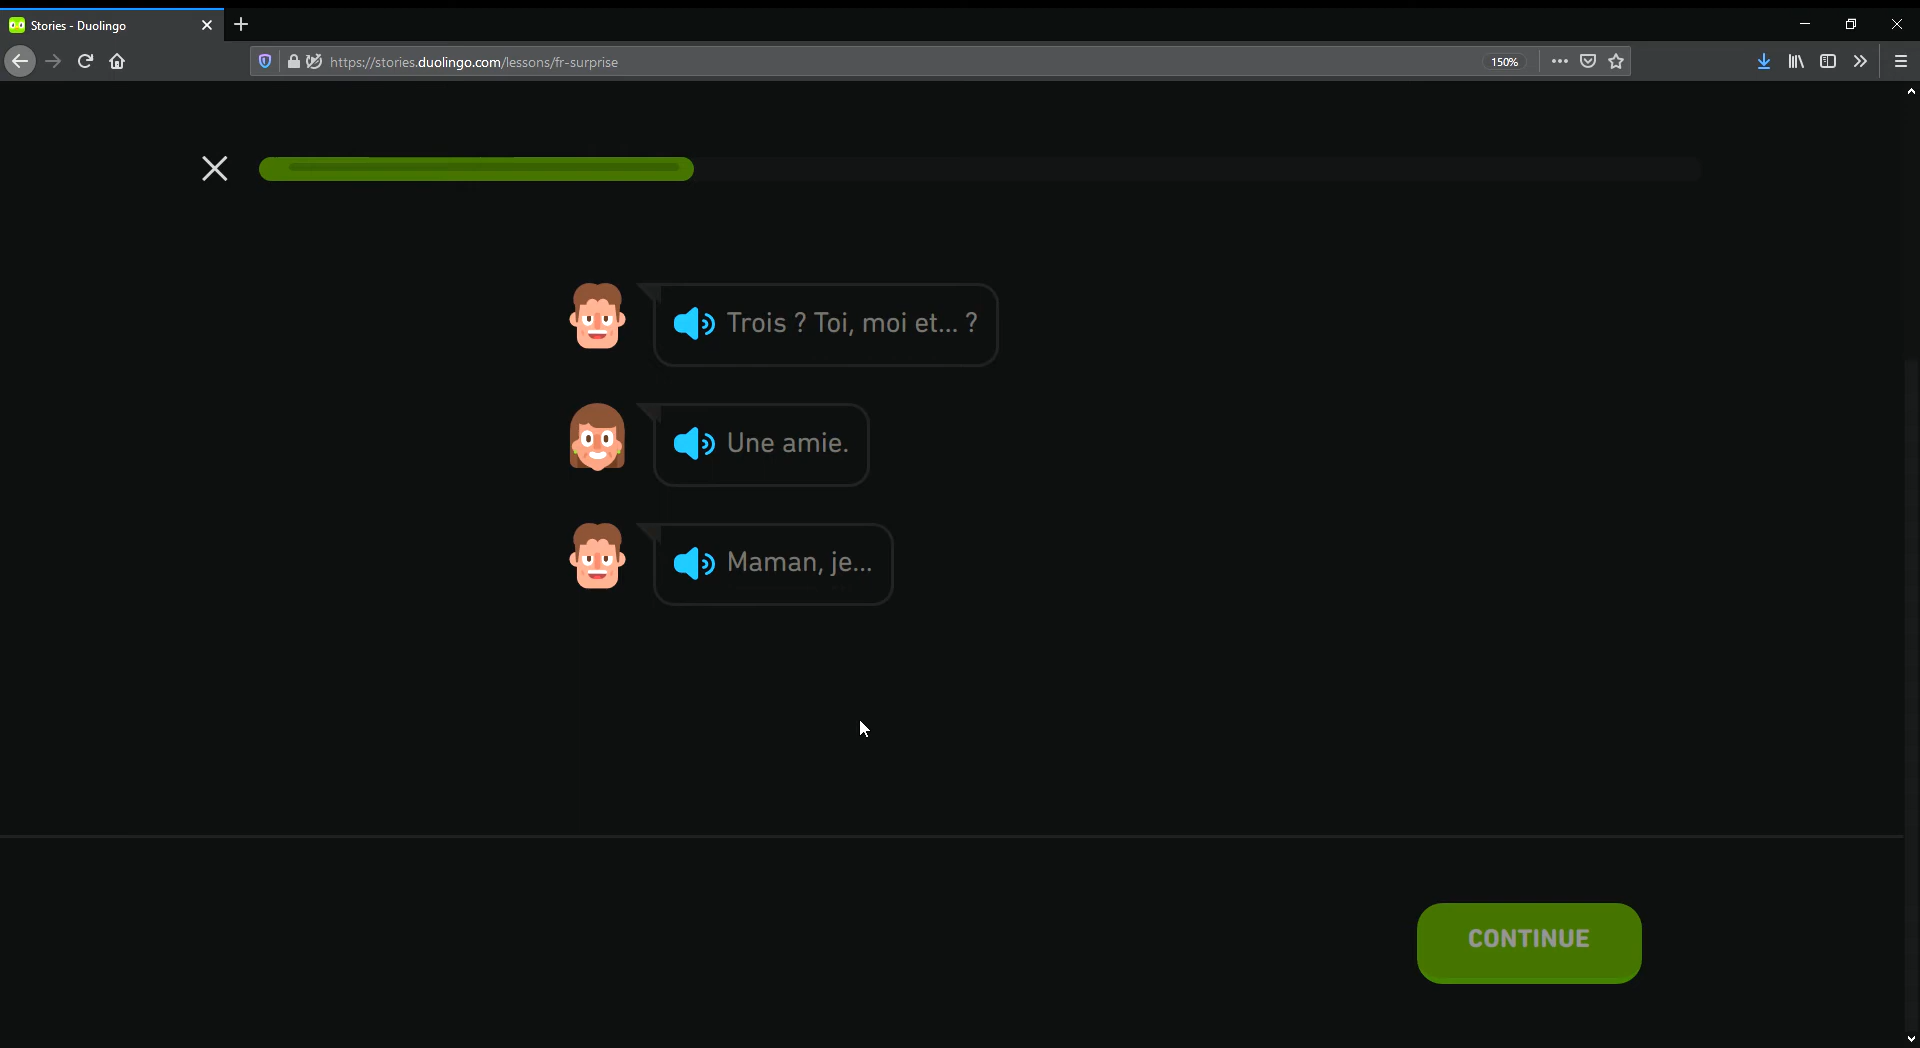 Stories - Duolingo
https://stories.duolingo.com/lessons/fr-surprise
150%
Trois ? Toi, moi et... ?
Une amie.
Maman, je...
CONTINUE